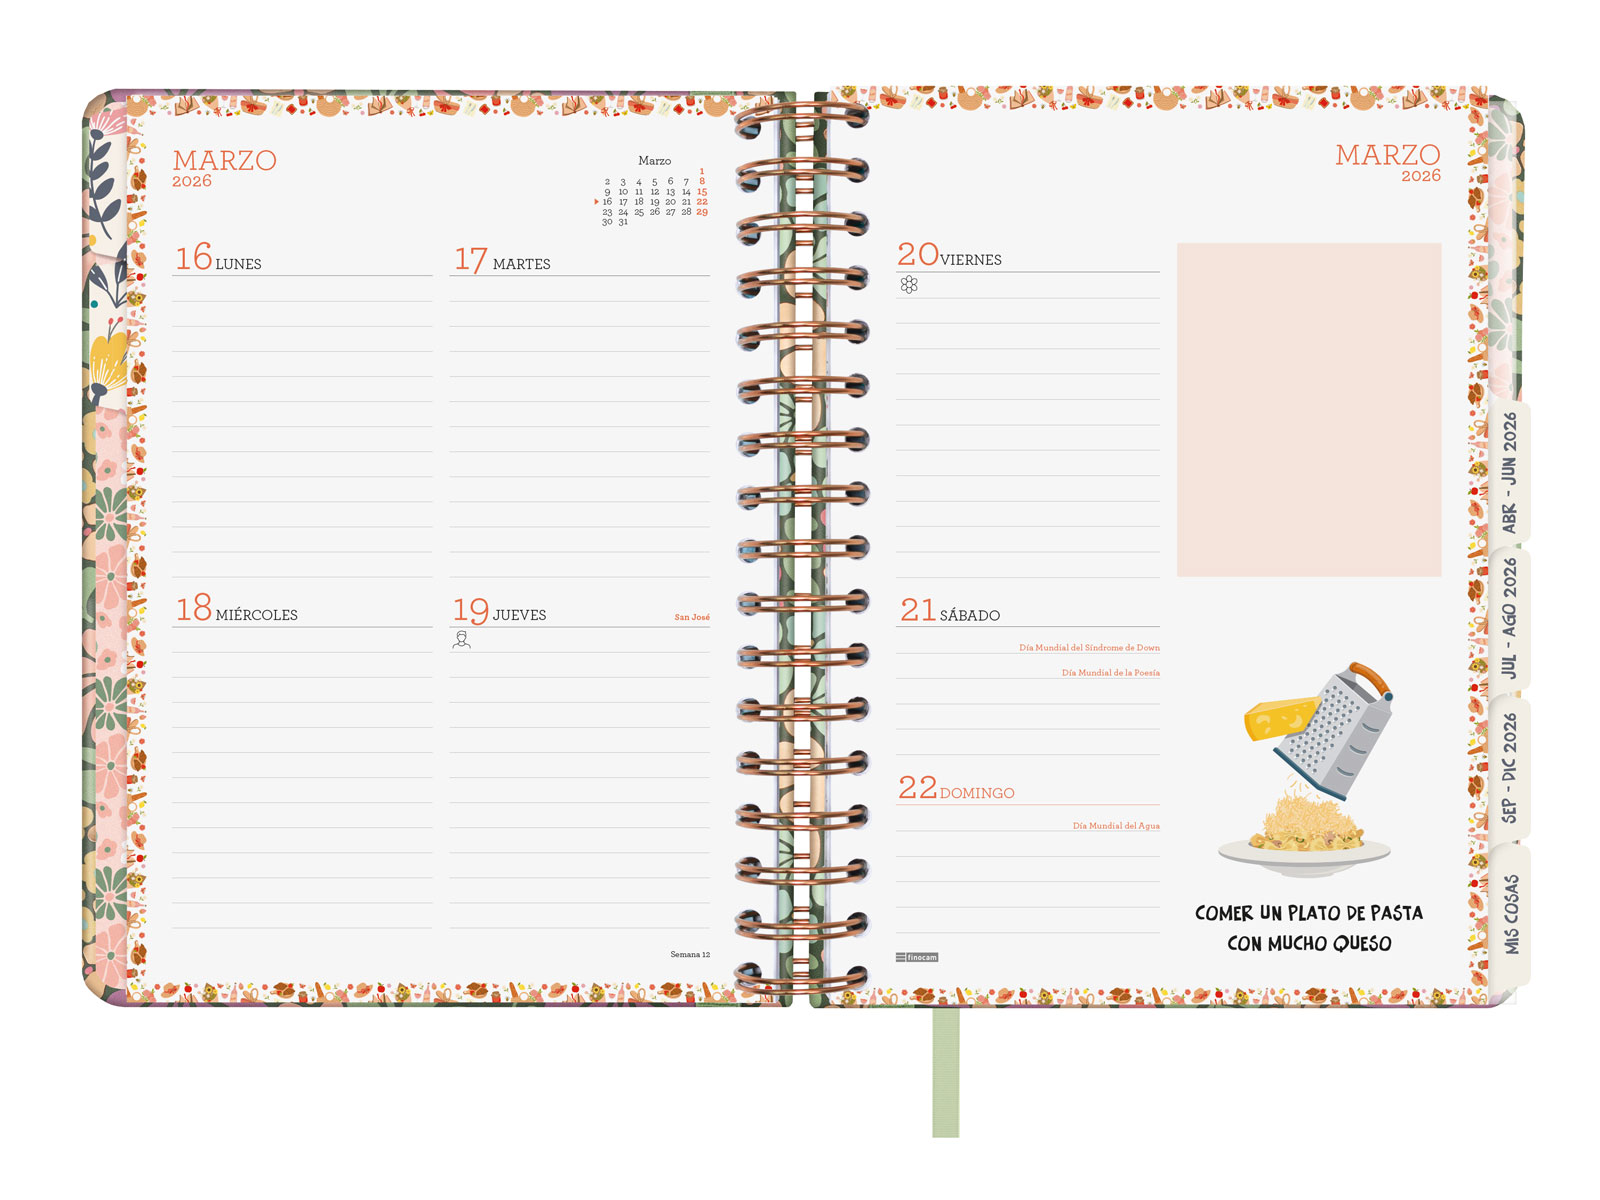 MARZO
2026
Marzo
1
2 3 4 5 6 7 8
9 10 11 12 13 14 15
16 17 18 19 20 21 22
23 24 25 26 27 28 29
30 31
16 LUNES
17 MARTES
18 MIÉRCOLES
19 JUEVES
San José
Semana 12
MARZO
2026
20 VIERNES
21 SÁBADO
Día Mundial del Síndrome de Down
Día Mundial de la Poesía
22 DOMINGO
Día Mundial del Agua
finocam
COMER UN PLATO DE PASTA
CON MUCHO QUESO
ABR - JUN 2026
JUL - AGO 2026
SEP - DIC 2026
MIS COSAS